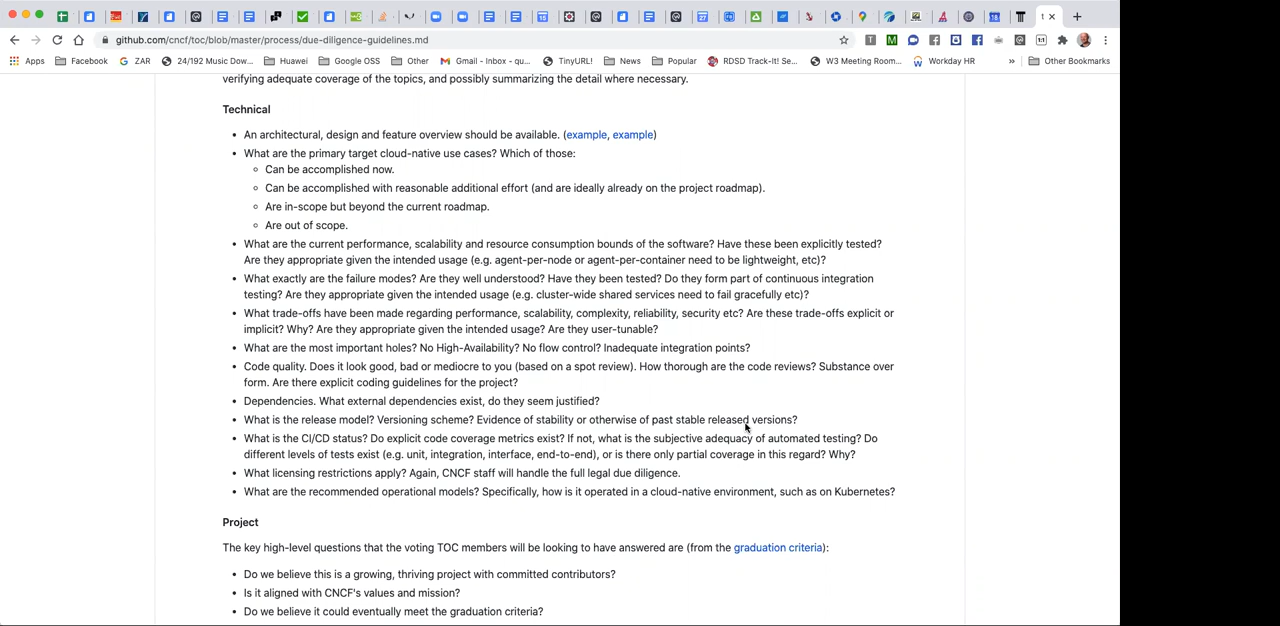 1
github.com/cncf/toc/blob/master/process/due-diligence-guidelines.md
Apps Facebook ZAR 24/192 Music Dow... Huawei Google OSS Other Gmail - Inbox - qu... TinyURL! News Popular RDSD Track-It! Se... W3 Meeting Room... Workday HR » Other Bookmarks
verifying adequate coverage of the topics, and possibly summarizing the detail where necessary.
Technical
• An architectural, design and feature overview should be available. (example, example)
• What are the primary target cloud-native use cases? Which of those:
Can be accomplished now.
Can be accomplished with reasonable additional effort (and are ideally already on the project roadmap).
Are in-scope but beyond the current roadmap.
Are out of scope.
• What are the current performance, scalability and resource consumption bounds of the software? Have these been explicitly tested?
Are they appropriate given the intended usage (e.g. agent-per-node or agent-per-container need to be lightweight, etc)?
• What exactly are the failure modes? Are they well understood? Have they been tested? Do they form part of continuous integration
testing? Are they appropriate given the intended usage (e.g. cluster-wide shared services need to fail gracefully etc)?
• What trade-offs have been made regarding performance, scalability, complexity, reliability, security etc? Are these trade-offs explicit or
implicit? Why? Are they appropriate given the intended usage? Are they user-tunable?
• What are the most important holes? No High-Availability? No flow control? Inadequate integration points?
• Code quality. Does it look good, bad or mediocre to you (based on a spot review). How thorough are the code reviews? Substance over
form. Are there explicit coding guidelines for the project?
• Dependencies. What external dependencies exist, do they seem justified?
• What is the release model? Versioning scheme? Evidence of stability or otherwise of past stable released versions?
• What is the CI/CD status? Do explicit code coverage metrics exist? If not, what is the subjective adequacy of automated testing? Do
different levels of tests exist (e.g. unit, integration, interface, end-to-end), or is there only partial coverage in this regard? Why?
• What licensing restrictions apply? Again, CNCF staff will handle the full legal due diligence.
• What are the recommended operational models? Specifically, how is it operated in a cloud-native environment, such as on Kubernetes?
Project
The key high-level questions that the voting TOC members will be looking to have answered are (from the graduation criteria):
• Do we believe this is a growing, thriving project with committed contributors?
• Is it aligned with CNCF's values and mission?
• Do we believe it could eventually meet the graduation criteria?